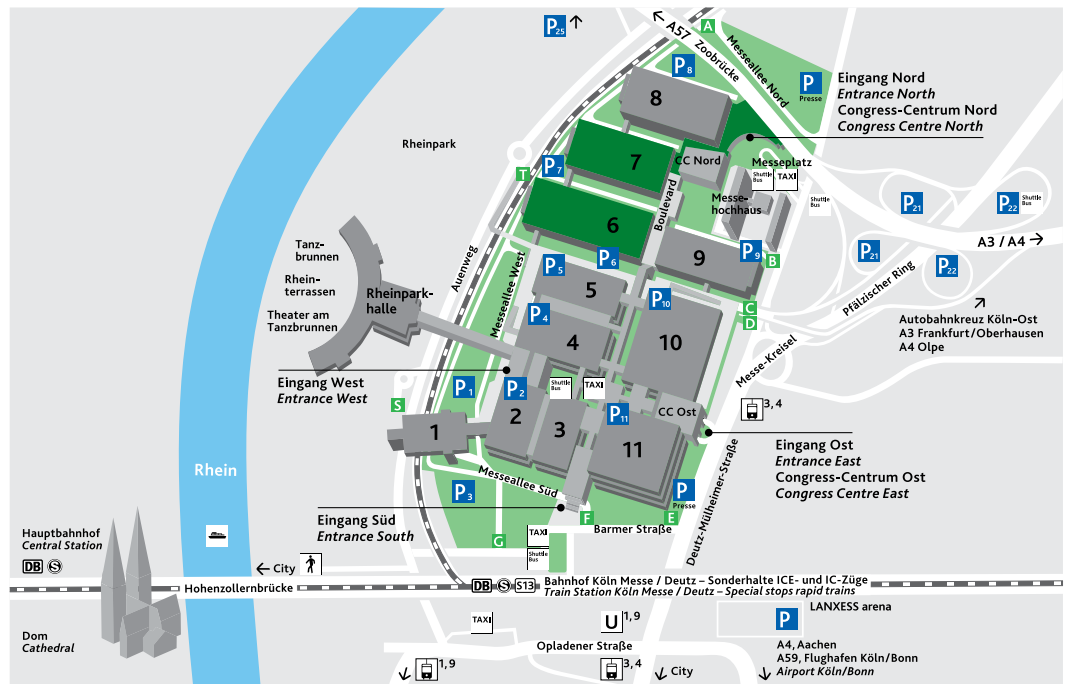 P25
A57
Zoobrücke
A
Messeallee Nord
P8
P
Presse
Eingang Nord
Entrance North
Congress-Centrum Nord
Congress Centre North
8
Rheinpark
7
P7
CC Nord
Messeplatz
Shuttle
Bus
TAXI
T
Boulevard
Messe-
hochhaus
Shuttle
Bus
P21
P22
Shuttle
Bus
6
A3 / A4
Tanz-
brunnen
Rhein-
terrassen
Theater am
Tanzbrunnen
Rheinpark-
halle
Auenweg
Messeallee West
P5
P6
9
P9
B
P21
P22
Pfälzischer Ring
5
P10
C
D
Autobahnkreuz Köln-Ost
A3 Frankfurt/Oberhausen
A4 Olpe
P4
4
10
Messe-Kreisel
Eingang West
Entrance West
P1
P2
Shuttle
Bus
TAXI
S
P11
CC Ost
3,4
1
2
3
11
Eingang Ost
Entrance East
Congress-Centrum Ost
Congress Centre East
Rhein
Messeallee Süd
P3
P
Presse
Deutz-Mülheimer-Straße
Eingang Süd
Entrance South
F
E
Barmer Straße
G
TAXI
Shuttle
Bus
Hauptbahnhof
Central Station
DB S
City
Hohenzollernbrücke
DB S S13
Bahnhof Köln Messe / Deutz – Sonderhalte ICE- und IC-Züge
Train Station Köln Messe / Deutz – Special stops rapid trains
Dom
Cathedral
TAXI
U 1,9
P
LANXESS arena
Opladener Straße
A4, Aachen
A59, Flughafen Köln/Bonn
Airport Köln/Bonn
1,9
3,4
City